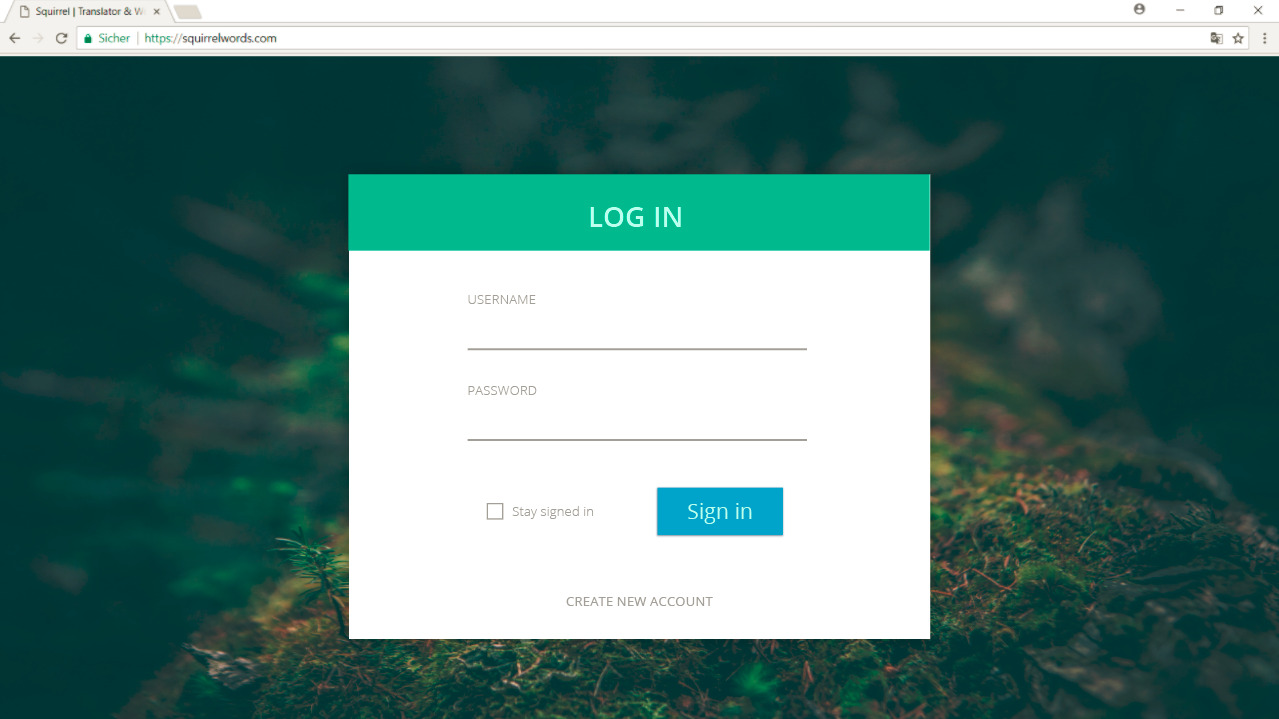 Squirrel | Translator & W
Sicher https://squirrelwords.com
LOG IN
USERNAME
PASSWORD
Stay signed in
Sign in
CREATE NEW ACCOUNT